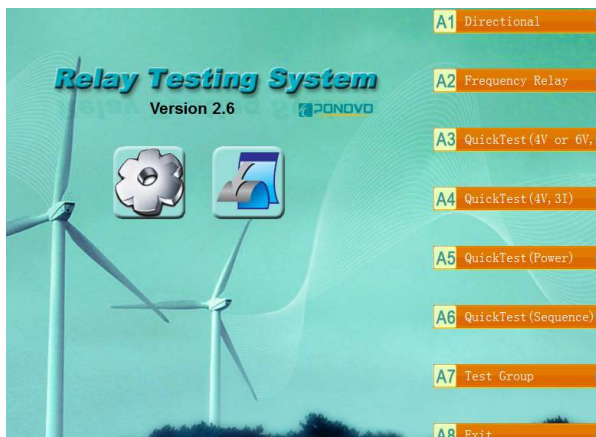 Relay Testing System
Version 2.6
PONOVO
A1 Directional
A2 Frequency Relay
A3 QuickTest(4V or 6V,
A4 QuickTest(4V,3I)
A5 QuickTest(Power)
A6 QuickTest(Sequence)
A7 Test Group
A8 Exit